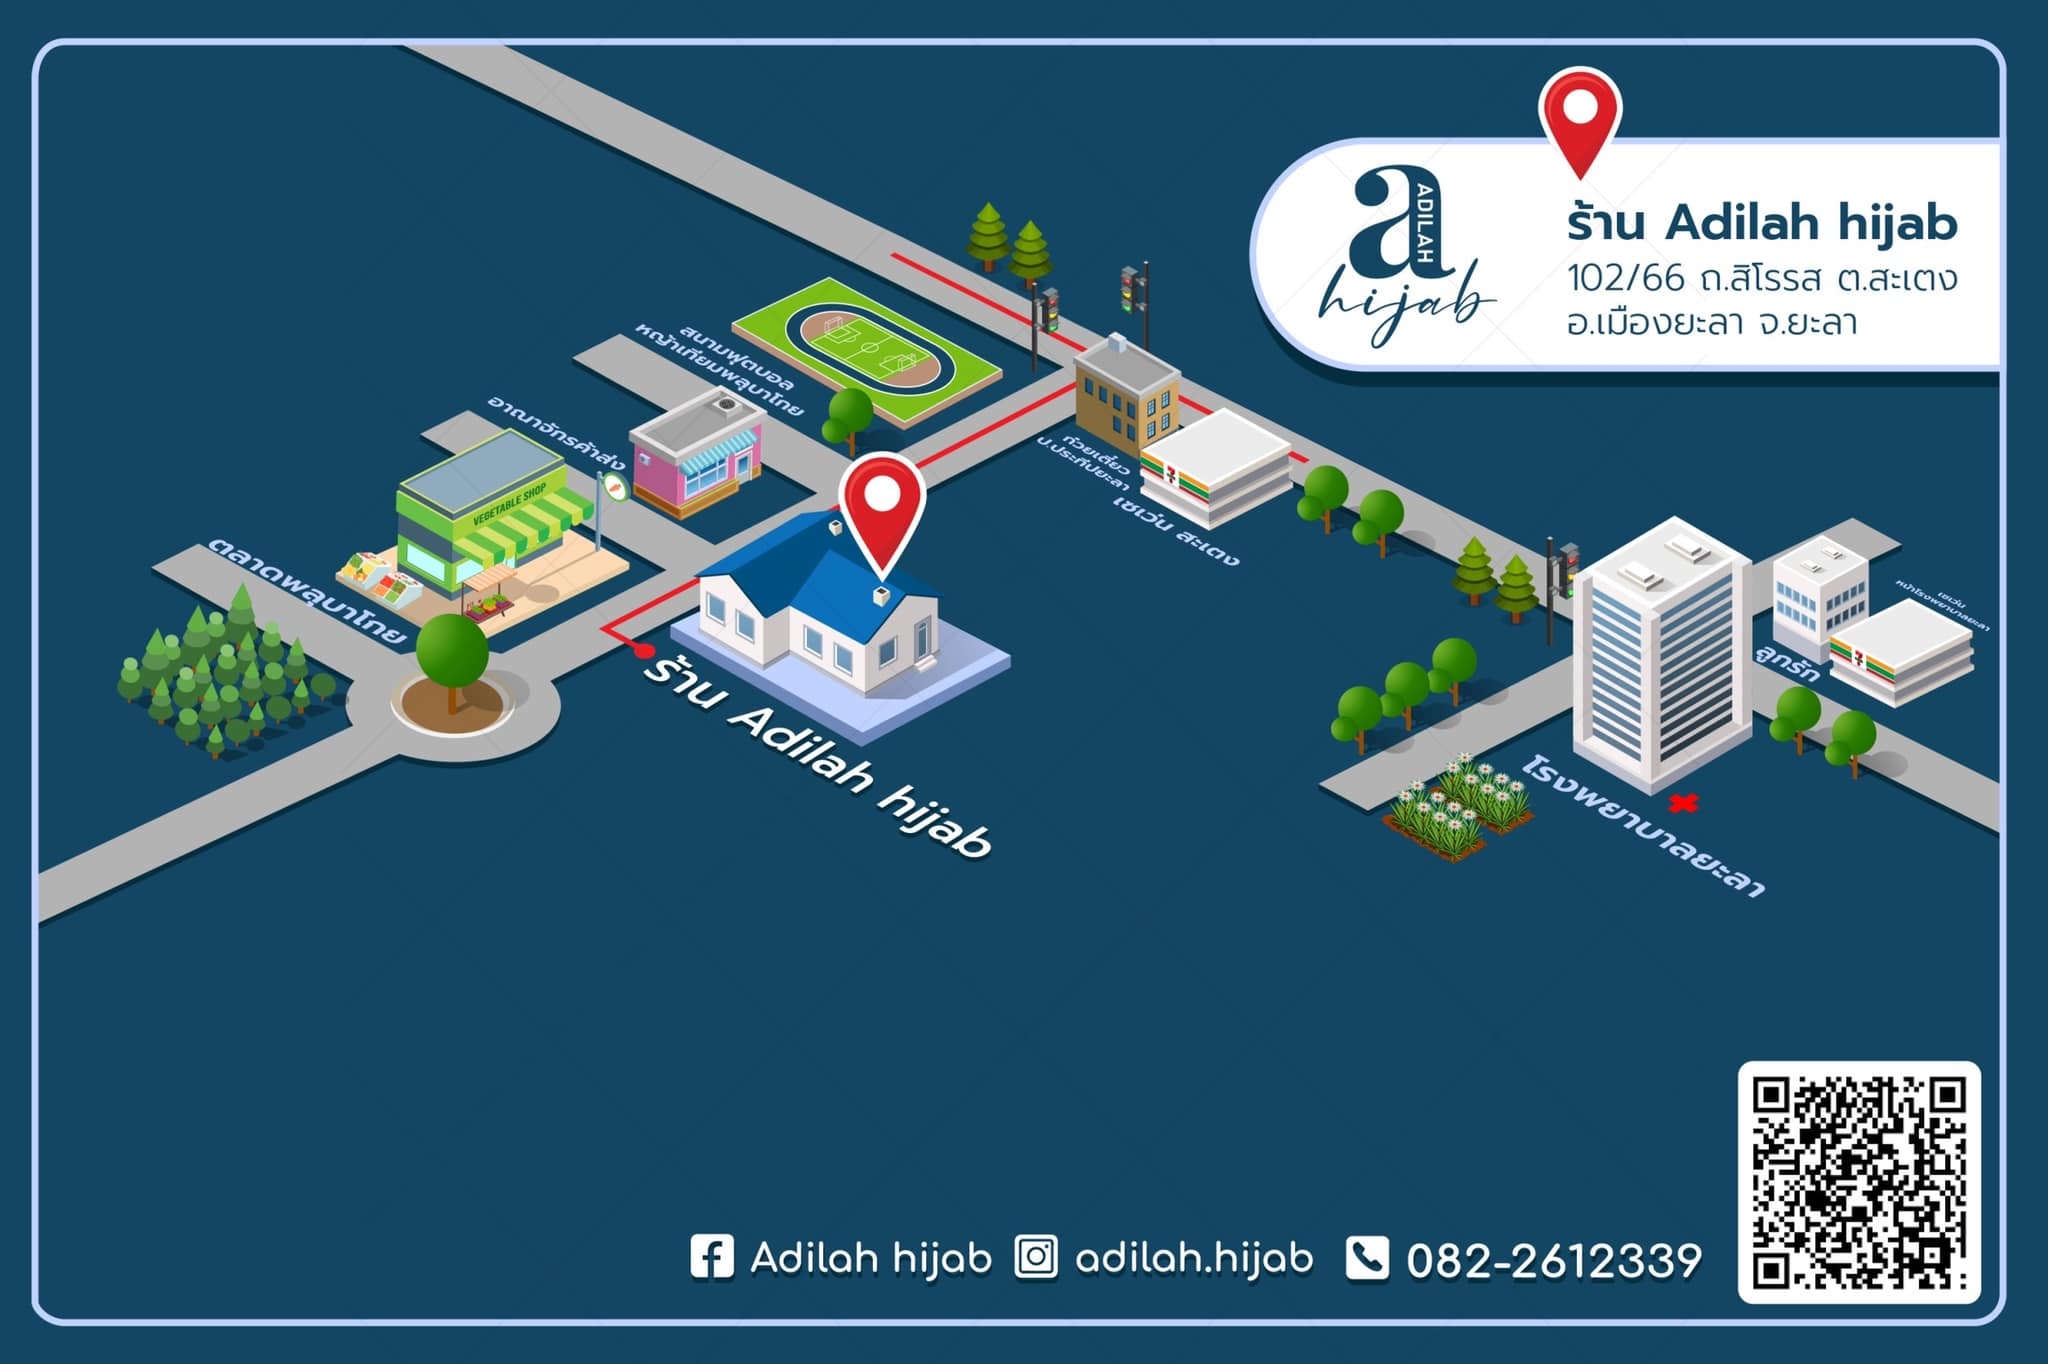 ADILAH
a
hijab
ร้าน Adilah hijab
102/66 ถ.สิโรรส ต.สะเตง
อ.เมืองยะลา จ.ยะลา
สนามฟุตบอล
หญ้าเทียมพลุบาโกย
อาณาจักรค้าส่ง
VEGETABLE SHOP
ตลาดพลุบาโกย
ก๋วยเตี๋ยว
ป.ประทีปยะลา
7
เซเว่น สะเตง
ร้าน Adilah hijab
เซเว่น
หน้าโรงพยาบาลยะลา
7
ลูกรัก
โรงพยาบาลยะลา
Adilah hijab
adilah.hijab
082-2612339